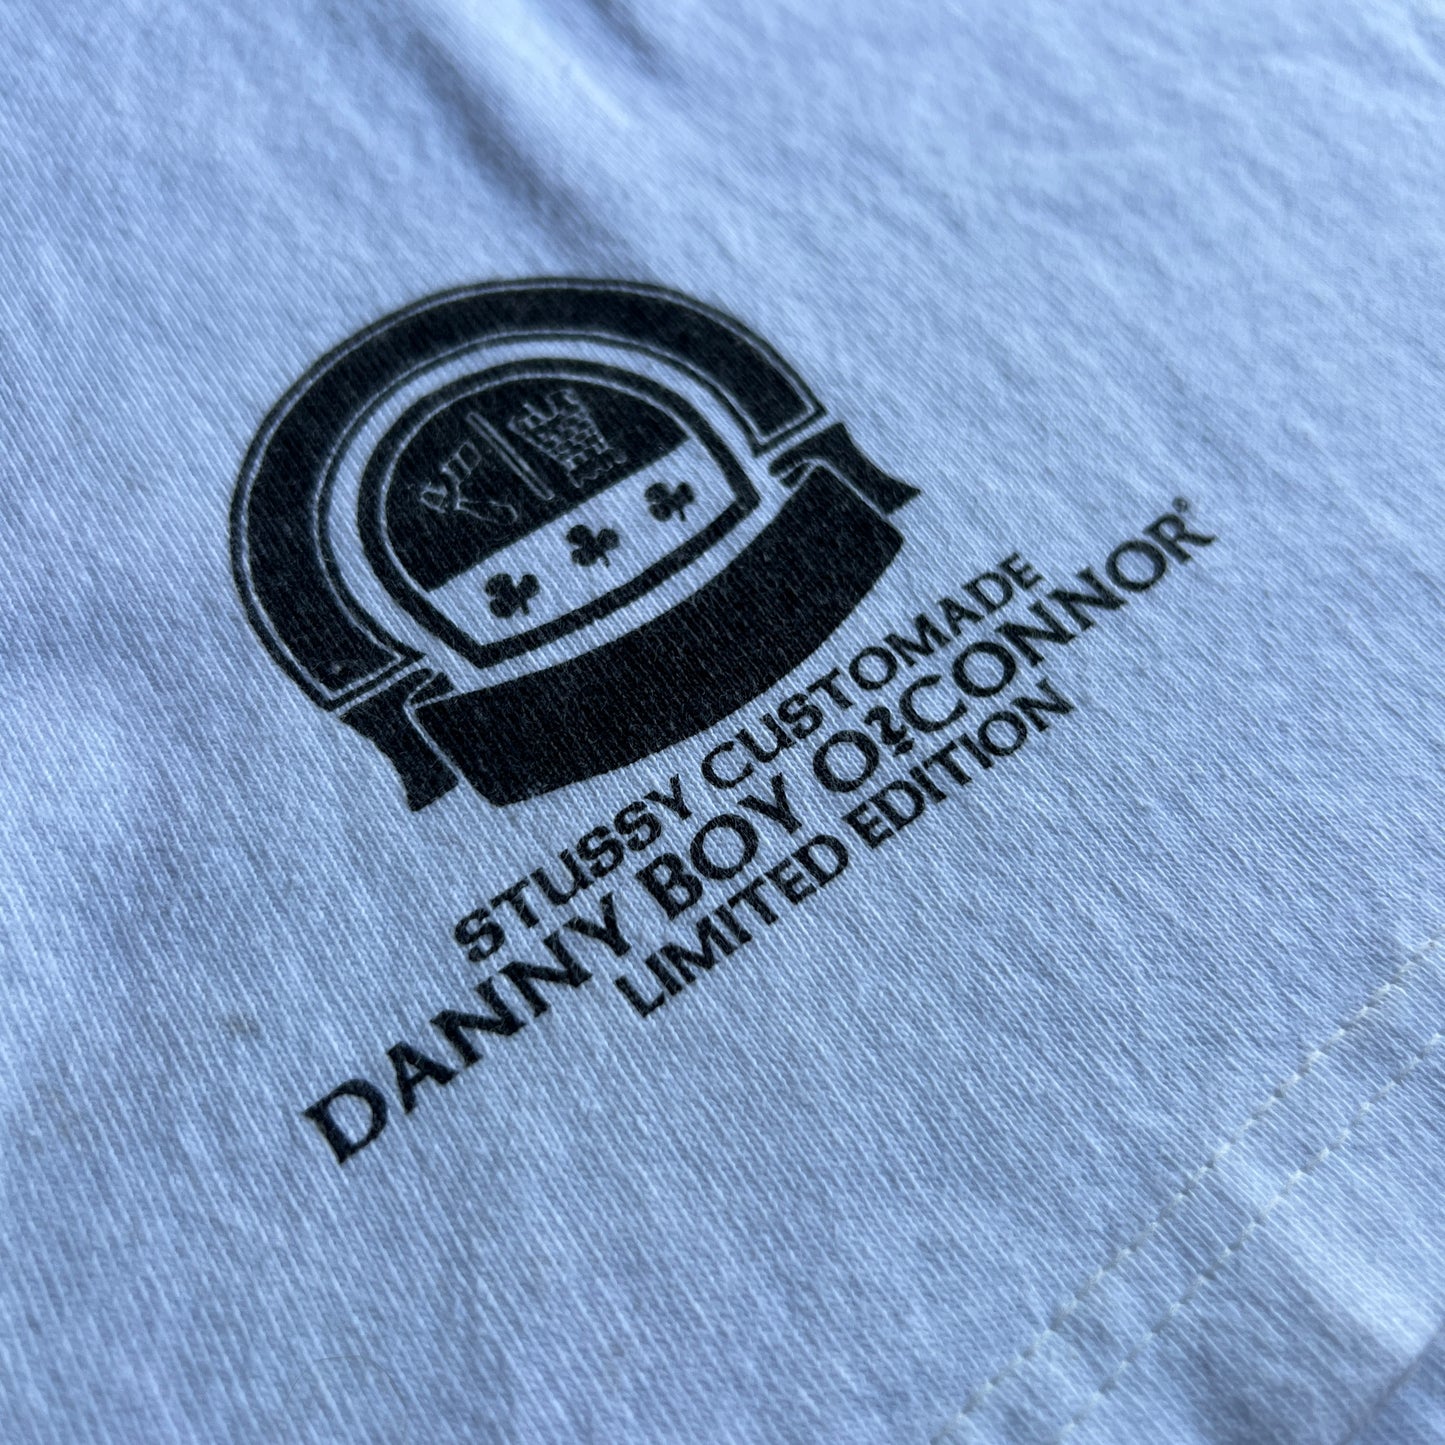 STUSSY CUSTOMADE
DANNY BOY O'CONNOR®
LIMITED EDITION